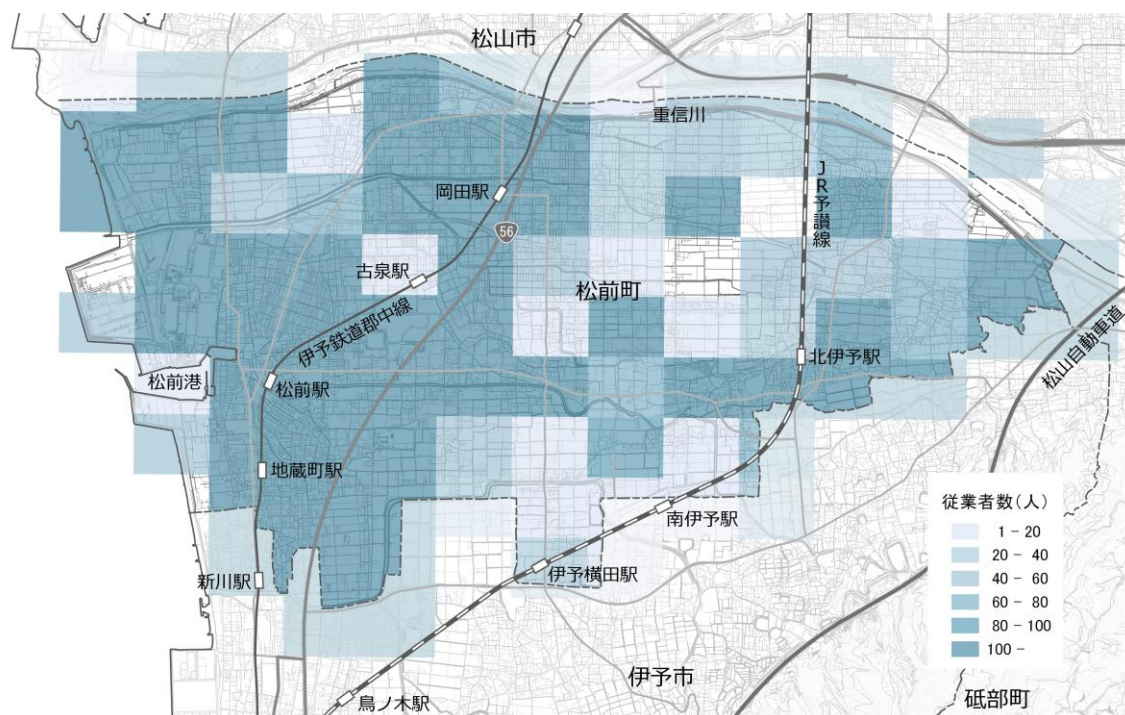 松山市
重信川
JR予讃線
岡田駅
56
古泉駅
松前町
伊予鉄道郡中線
北伊予駅
松山自動車道
松前港
松前駅
地蔵町駅
従業者数(人)
1 - 20
20 - 40
40 - 60
60 - 80
80 - 100
100 -
南伊予駅
新川駅
伊予横田駅
伊予市
鳥ノ木駅
砥部町